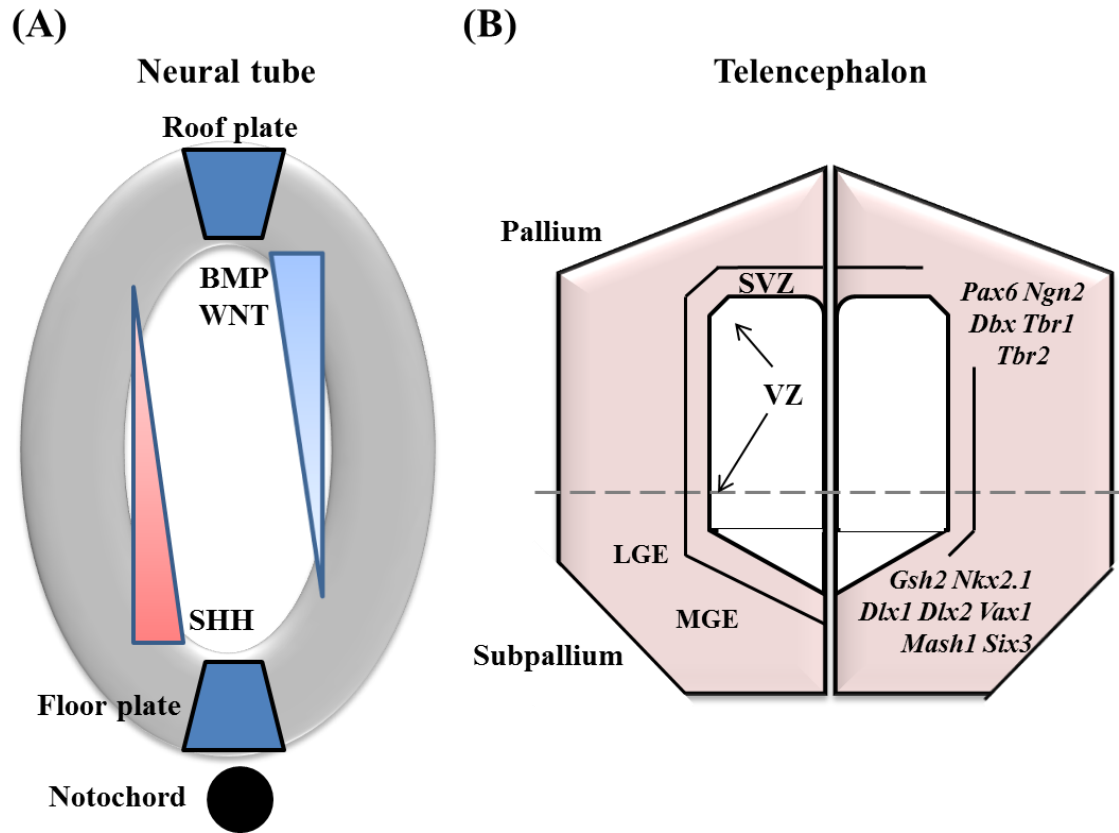 (A)
Neural tube
Roof plate
BMP
WNT
SHH
Floor plate
Notochord
(B)
Telencephalon
Pallium
SVZ
Pax6 Ngn2
Dbx Tbr1
Tbr2
VZ
LGE
MGE
Gsh2 Nkx2.1
Dlx1 Dlx2 Vax1
Mash1 Six3
Subpallium